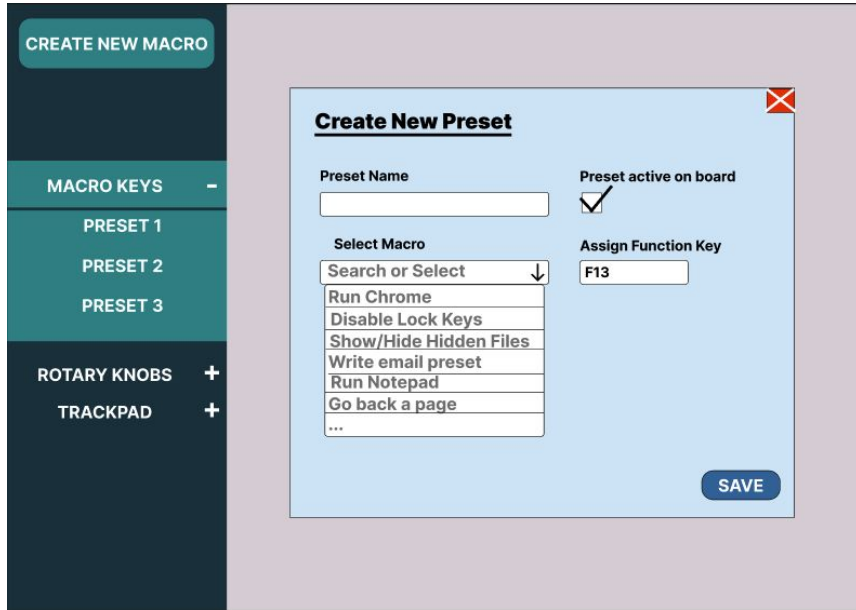 CREATE NEW MACRO
MACRO KEYS -
PRESET 1
PRESET 2
PRESET 3
ROTARY KNOBS +
TRACKPAD +
Create New Preset
Preset Name
Preset active on board
Select Macro
Assign Function Key
Search or Select ↓
F13
Run Chrome
Disable Lock Keys
Show/Hide Hidden Files
Write email preset
Run Notepad
Go back a page
...
SAVE